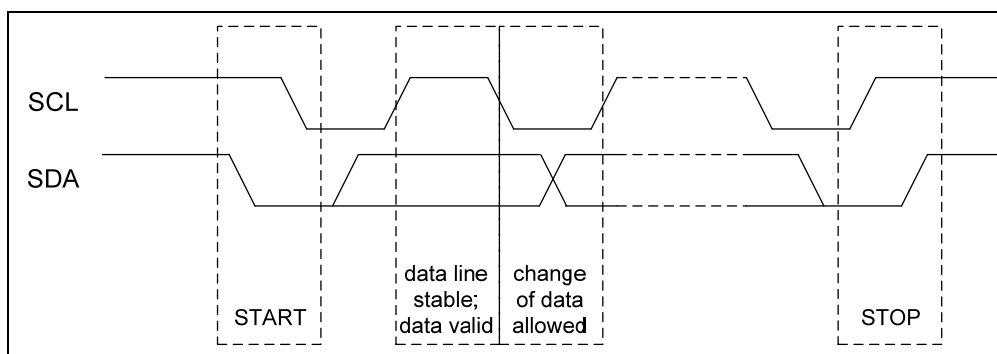 SCL
SDA
START
data line
stable;
data valid
change
of data
allowed
STOP